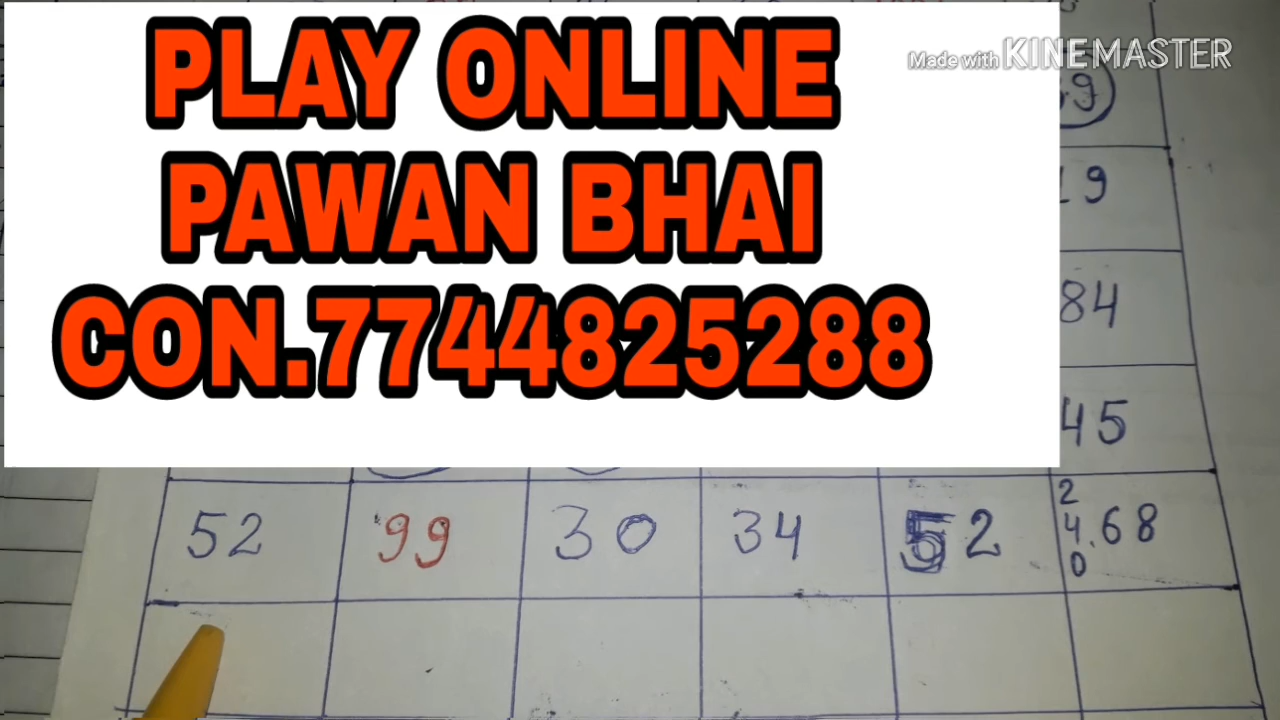 PLAY ONLINE
PAWAN BHAI
CON.7744825288
Made with KINEMASTER
19
84
45
52 99 30 34 52 2
4.68
0